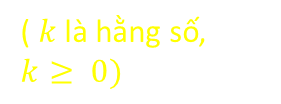 ( 𝑘 là hằng số,
𝑘 ≥ 0)